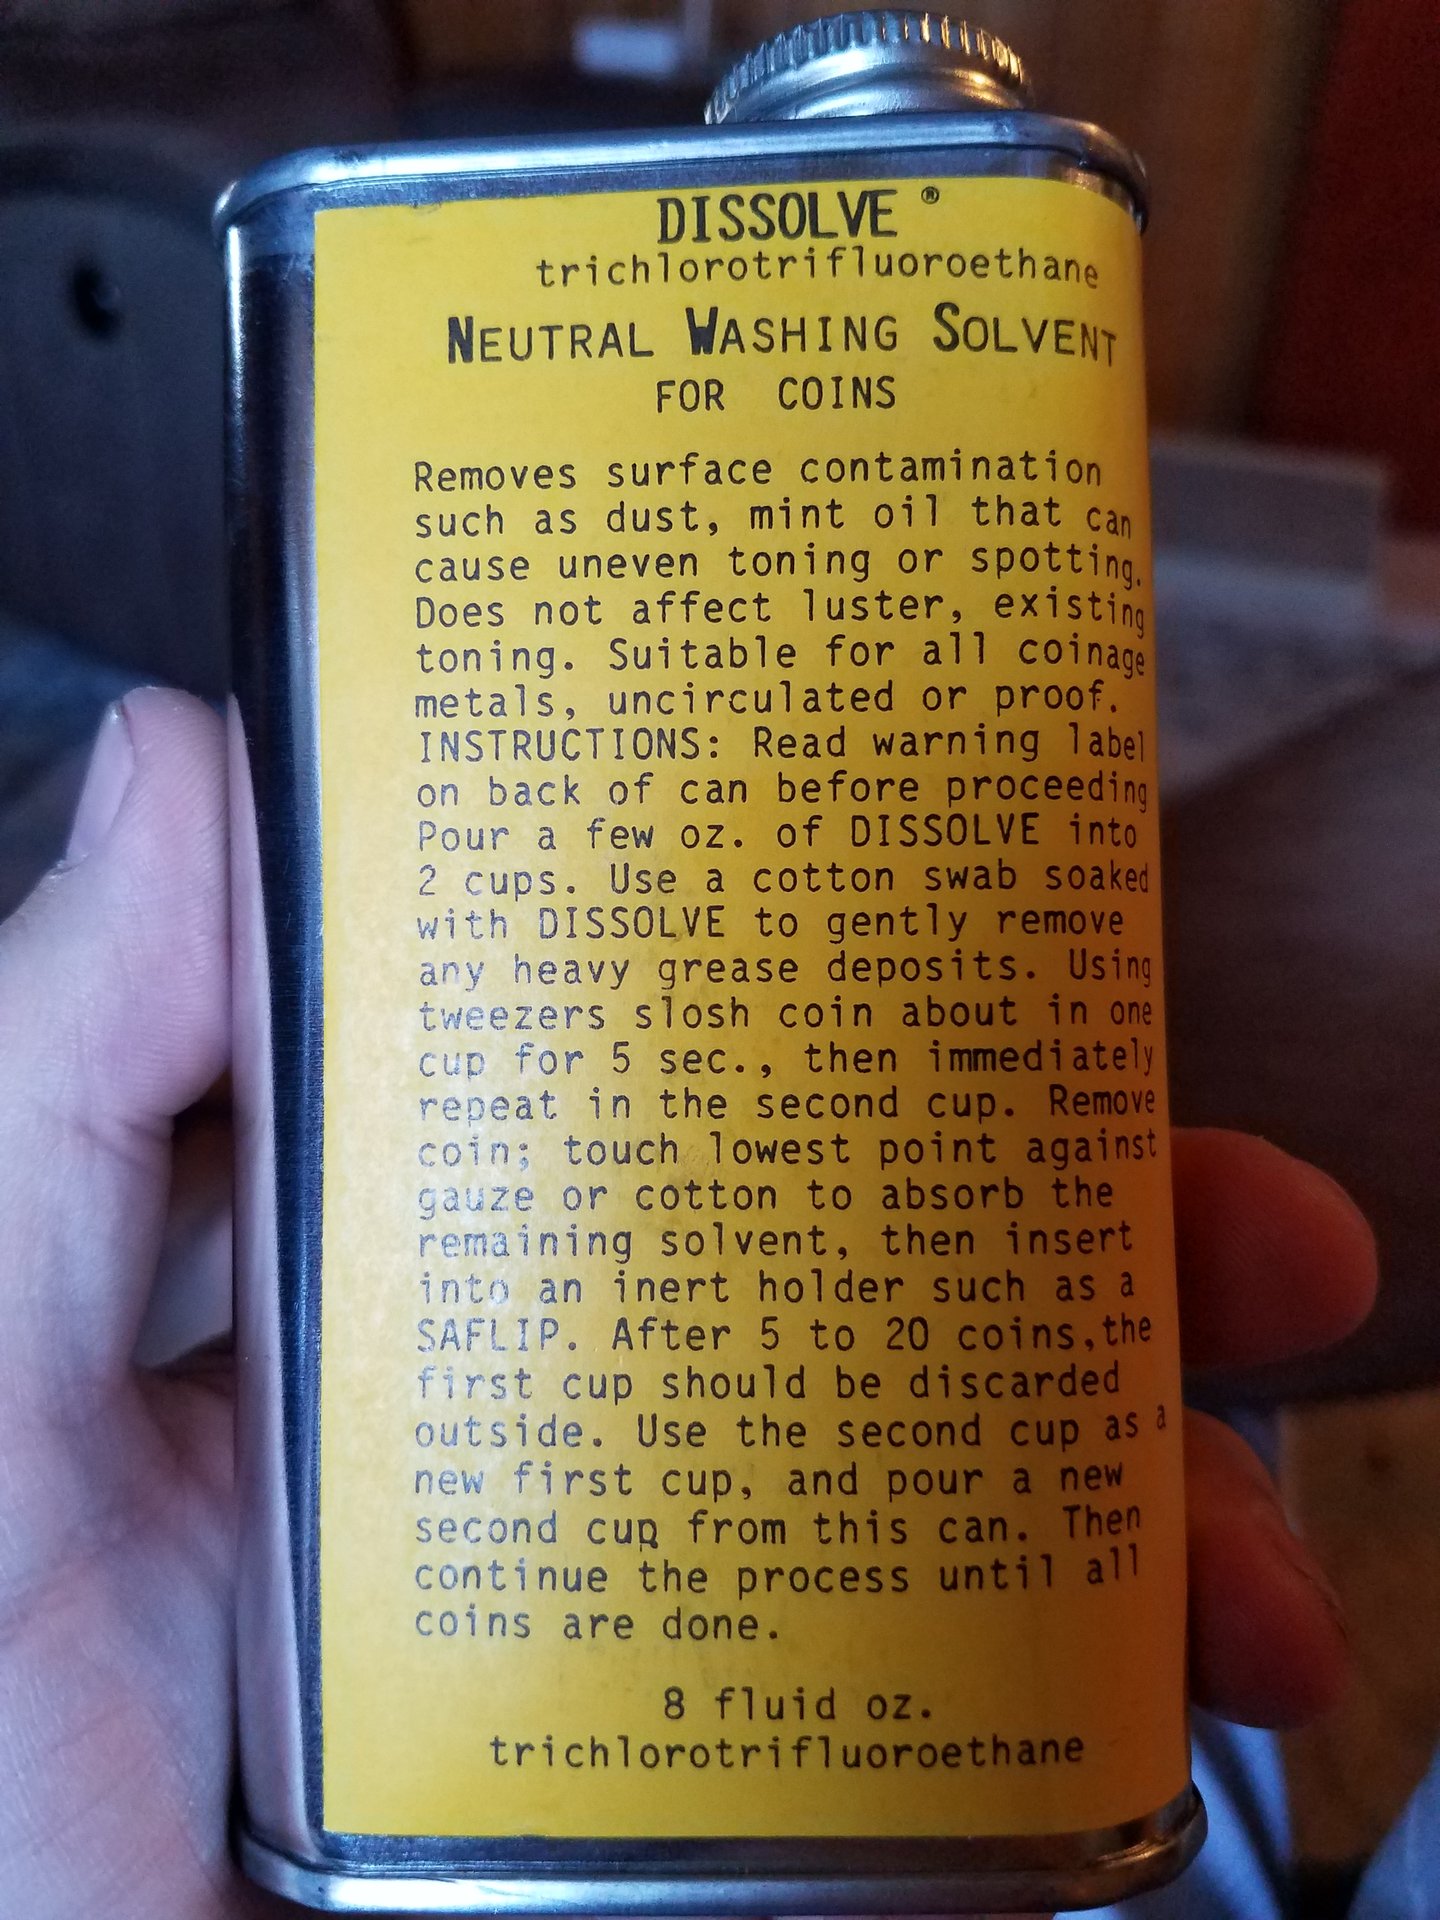 DISSOLVE ®
trichlorotrifluoroethane
NEUTRAL WASHING SOLVENT
FOR COINS
Removes surface contamination
such as dust, mint oil that can
cause uneven toning or spotting.
Does not affect luster, existing
toning. Suitable for all coinage
metals, uncirculated or proof.
INSTRUCTIONS: Read warning label
on back of can before proceeding
Pour a few oz. of DISSOLVE into
2 cups. Use a cotton swab soaked
with DISSOLVE to gently remove
any heavy grease deposits. Using
tweezers slosh coin about in one
cup for 5 sec., then immediately
repeat in the second cup. Remove
coin; touch lowest point against
gauze or cotton to absorb the
remaining solvent, then insert
into an inert holder such as a
SAFLIP. After 5 to 20 coins,the
first cup should be discarded
outside. Use the second cup as a
new first cup, and pour a new
second cup from this can. Then
continue the process until all
coins are done.
8 fluid oz.
trichlorotrifluoroethane